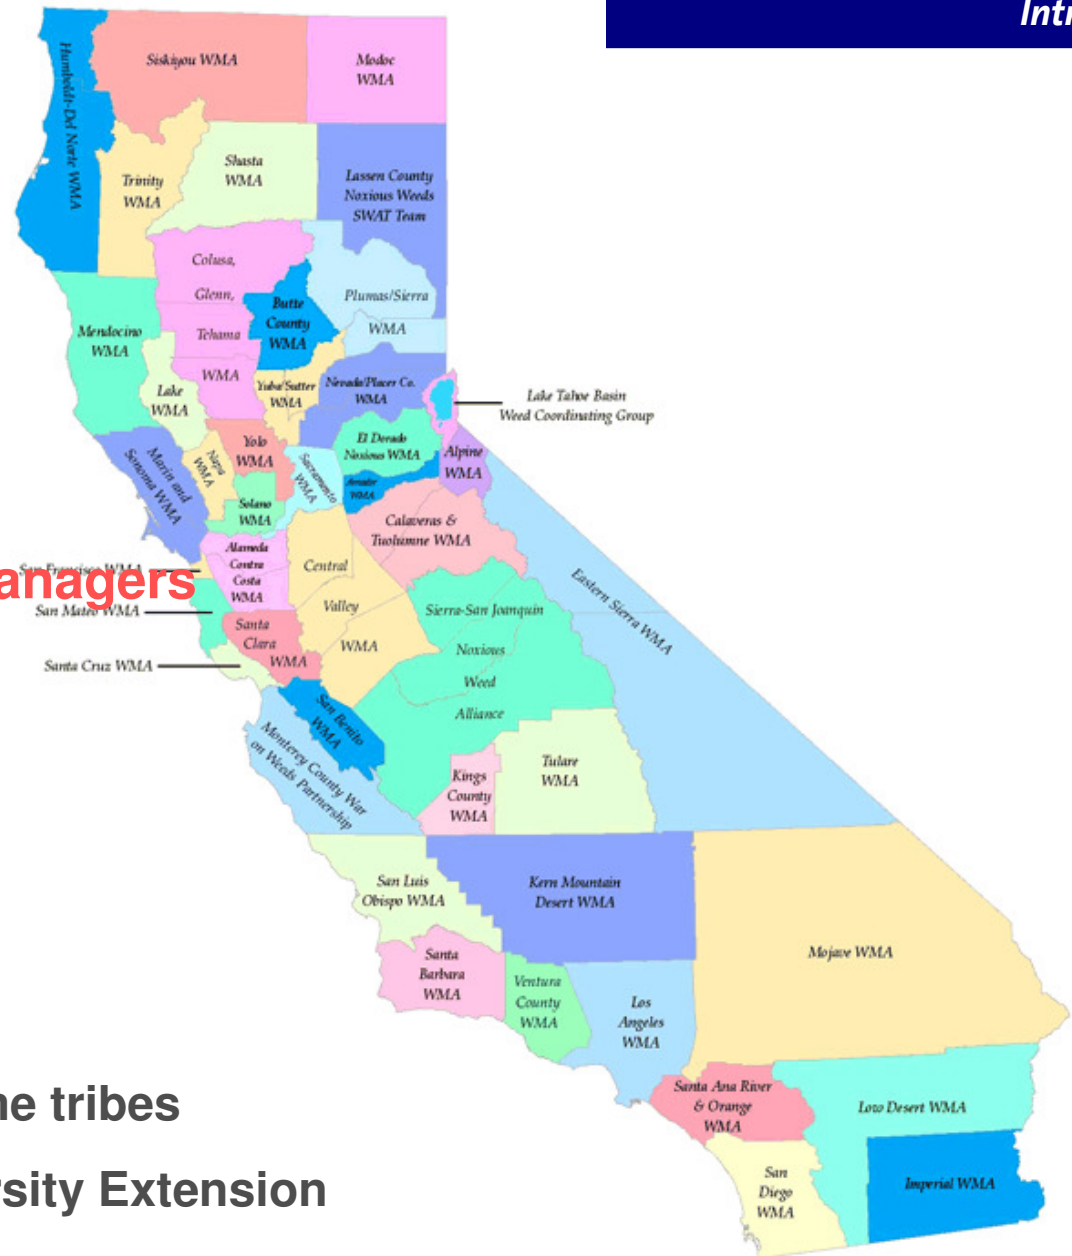 Intr
Humboldt-Del Norte WMA
Siskiyou WMA
Modoc
WMA
Trinity
WMA
Shasta
WMA
Lassen County
Noxious Weeds
SWAT Team
Colusa,
Glenn,
Tehama
WMA
Butte
County
WMA
Plumas/Sierra
WMA
Mendocino
WMA
Lake
WMA
Yuba/Sutter
WMA
Nevada/Placer Co.
WMA
Lake Tahoe Basin
Weed Coordinating Group
Marin and
Sonoma WMA
Napa
WMA
Yolo
WMA
Sacramento
WMA
El Dorado
Noxious WMA
Alpine
WMA
Solano
WMA
Amador
WMA
Calaveras &
Tuolumne WMA
Alameda
Contra
Costa
WMA
San Francisco WMA
anagers
San Mateo WMA
Santa Cruz WMA
Santa
Clara
WMA
Central
Valley
WMA
Eastern Sierra WMA
Sierra-San Joanquin
Noxious
Weed
Alliance
San Benito
WMA
Monterey County War
on Weeds Partnership
Kings
County
WMA
Tulare
WMA
San Luis
Obispo WMA
Kern Mountain
Desert WMA
Mojave WMA
Santa
Barbara
WMA
Ventura
County
WMA
Los
Angeles
WMA
Santa Ana River
& Orange
WMA
Low Desert WMA
San
Diego
WMA
Imperial WMA
ne tribes
rsity Extension